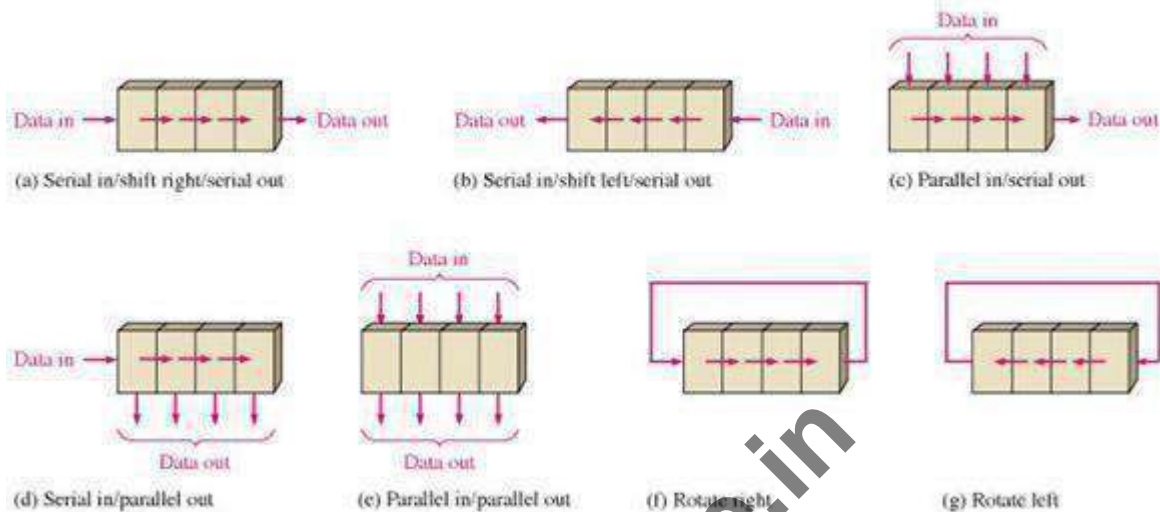 Data in
Data in
Data out
Data out
Data in
Data out
(a) Serial in/shift right/serial out
(b) Serial in/shift left/serial out
(c) Parallel in/serial out
Data in
Data in
Data out
Data out
(d) Serial in/parallel out
(e) Parallel in/parallel out
(f) Rotate right
(g) Rotate left